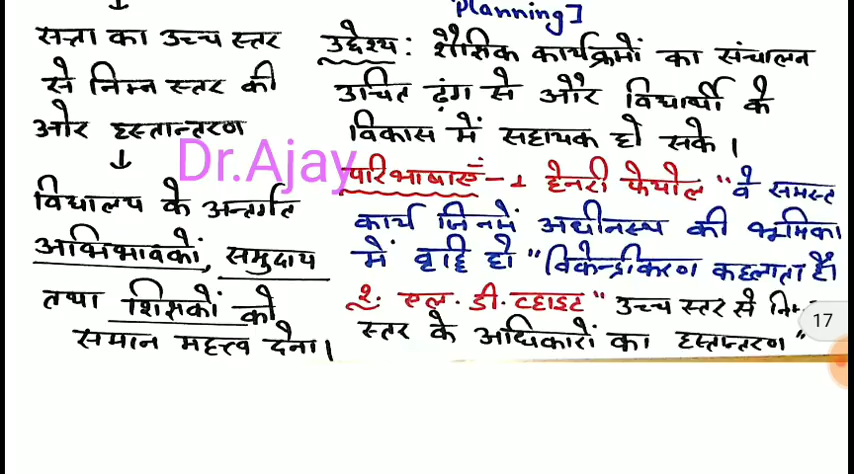 Planning]
सत्ता का उच्च स्तर
से निम्न स्तर की
ओर हस्तान्तरण
विद्यालय के अन्तर्गत
अभिभावकों, समुदाय
तथा शिक्षकों को
समान महत्त्व देना।
उद्देश्य: शैक्षिक कार्यक्रमों का संचालन
उचित ढ़ंग से और विद्यार्थी के
विकास में सहायक हो सके।
परिभाषाएँ-1 हेनरी फेयोल "वे समस्त
कार्य जिनमें अधीनस्थ की भूमिका
में वृद्धि हो "विकेन्द्रीकरण कहलाता है।
2. एल. डी. व्हाइट "उच्च स्तर से
स्तर के अधिकारों का हस्तान्तरण"
Dr.Ajay
17